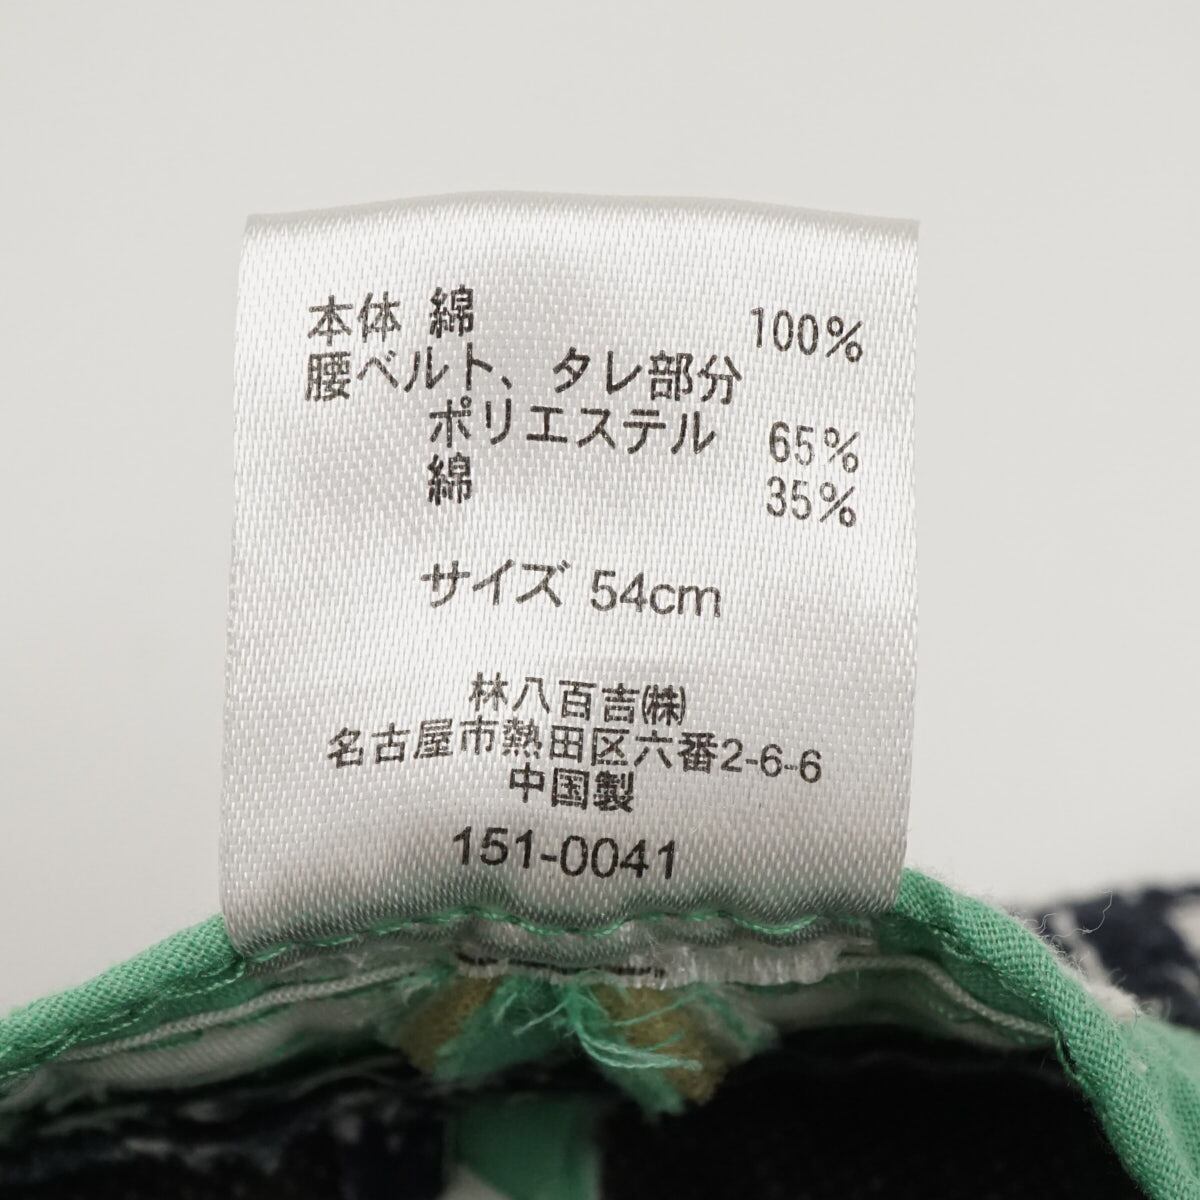 本体 綿 100%
腰ベルト、タレ部分
ポリエステル 65%
綿 35%
サイズ 54cm
林八百吉㈱
名古屋市熱田区六番2-6-6
中国製
151-0041